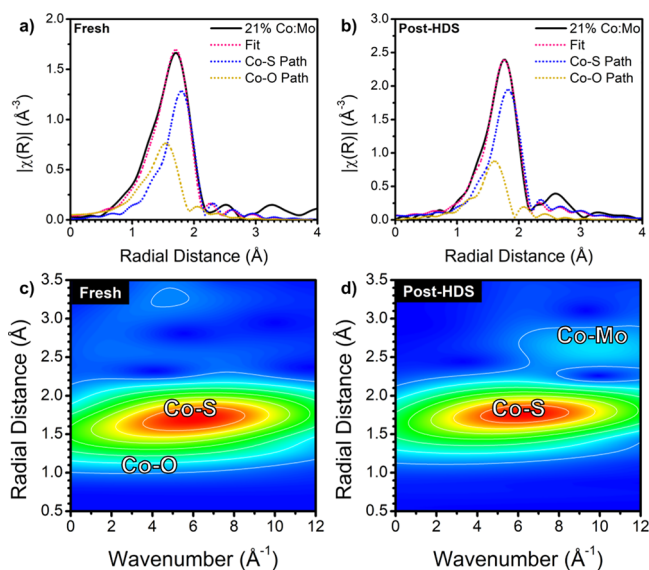 a)
Fresh
21% Co:Mo
Fit
Co-S Path
Co-O Path
|χ(R)| (Å⁻³)
2.0
1.5
1.0
0.5
0.0
0 1 2 3 4
Radial Distance (Å)
b)
Post-HDS
21% Co:Mo
Fit
Co-S Path
Co-O Path
|χ(R)| (Å⁻³)
3.0
2.5
2.0
1.5
1.0
0.5
0.0
0 1 2 3 4
Radial Distance (Å)
c)
Fresh
Co-S
Co-O
Radial Distance (Å)
3.5
3.0
2.5
2.0
1.5
1.0
0.5
0 2 4 6 8 10 12
Wavenumber (Å⁻¹)
d)
Post-HDS
Co-Mo
Co-S
Radial Distance (Å)
3.5
3.0
2.5
2.0
1.5
1.0
0.5
0 2 4 6 8 10 12
Wavenumber (Å⁻¹)